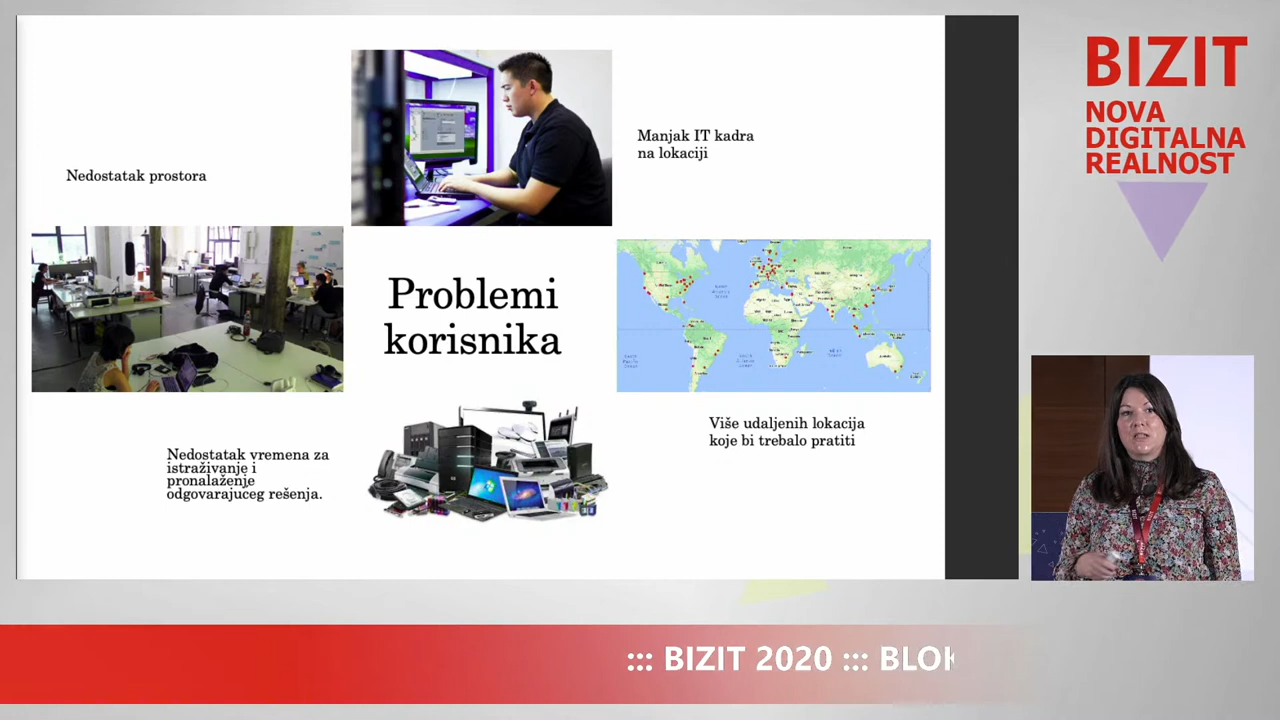 BIZIT
NOVA
DIGITALNA
REALNOST
Manjak IT kadra
na lokaciji
Nedostatak prostora
Problemi
korisnika
Više udaljenih lokacija
koje bi trebalo pratiti
Nedostatak vremena za
istraživanje i
pronalaženje
odgovarajuceg rešenja.
::: BIZIT 2020 ::: BLOK